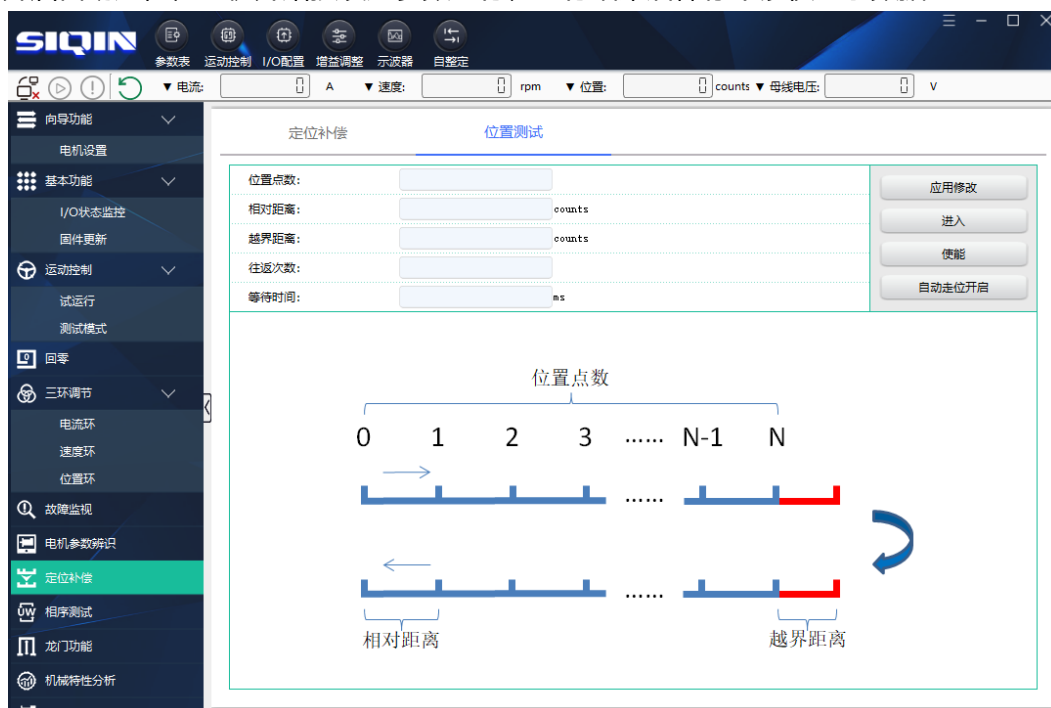 SIQIN
参数表 运动控制 I/O配置 增益调整 示波器 自整定
▼ 电流: 0 A ▼ 速度: 0 rpm ▼ 位置: 0 counts ▼ 母线电压: 0 V
向导功能
电机设置
基本功能
I/O状态监控
固件更新
运动控制
试运行
测试模式
回零
三环调节
电流环
速度环
位置环
故障监视
电机参数辨识
定位补偿
相序测试
龙门功能
机械特性分析
定位补偿 位置测试
位置点数:
相对距离: counts
越界距离: counts
往返次数:
等待时间: ms
应用修改
进入
使能
自动走位开启
位置点数
0 1 2 3 …… N-1 N
……
……
相对距离 越界距离